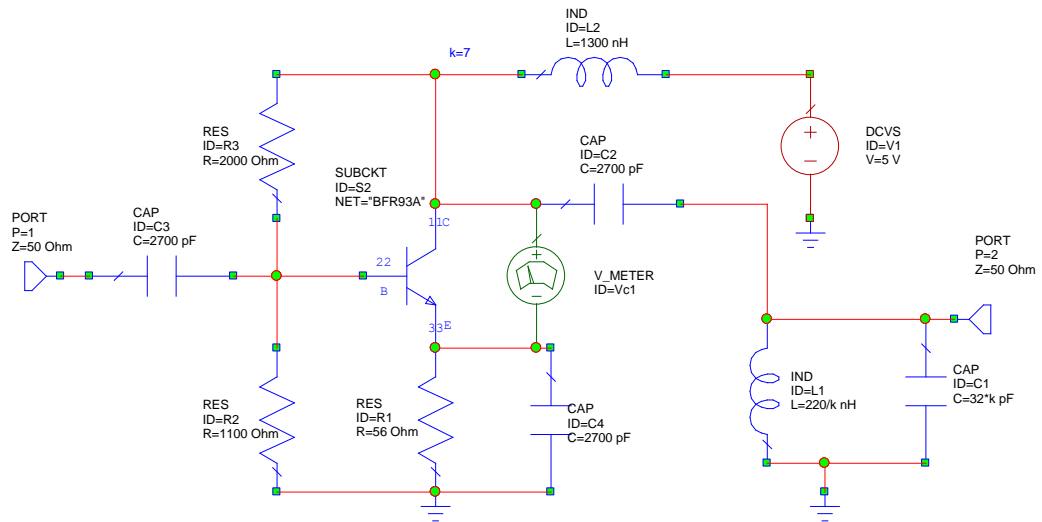 IND
ID=L2
L=1300 nH
k=7
RES
ID=R3
R=2000 Ohm
DCVS
ID=V1
V=5 V
CAP
ID=C2
C=2700 pF
SUBCKT
ID=S2
NET="BFR93A"
PORT
P=1
Z=50 Ohm
CAP
ID=C3
C=2700 pF
11C
22
B
33E
V_METER
ID=Vc1
PORT
P=2
Z=50 Ohm
RES
ID=R2
R=1100 Ohm
RES
ID=R1
R=56 Ohm
CAP
ID=C4
C=2700 pF
IND
ID=L1
L=220/k nH
CAP
ID=C1
C=32*k pF